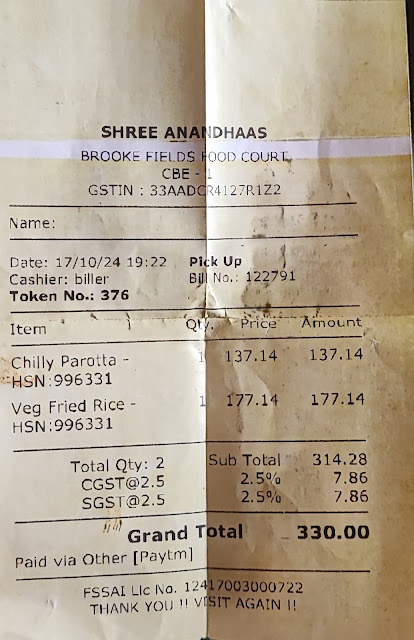 SHREE ANANDHAAS
BROOKE FIELDS FOOD COURT
CBE - 1
GSTIN : 33AADCR4127R1Z2
Name:
Date: 17/10/24 19:22 Pick Up
Cashier: biller Bill No.: 122791
Token No.: 376
Item Qty. Price Amount
Chilly Parotta - 1 137.14 137.14
HSN:996331
Veg Fried Rice - 1 177.14 177.14
HSN:996331
Total Qty: 2 Sub Total 314.28
CGST@2.5 2.5% 7.86
SGST@2.5 2.5% 7.86
Grand Total 330.00
Paid via Other [Paytm]
FSSAI Lic No. 12417003000722
THANK YOU !! VISIT AGAIN !!